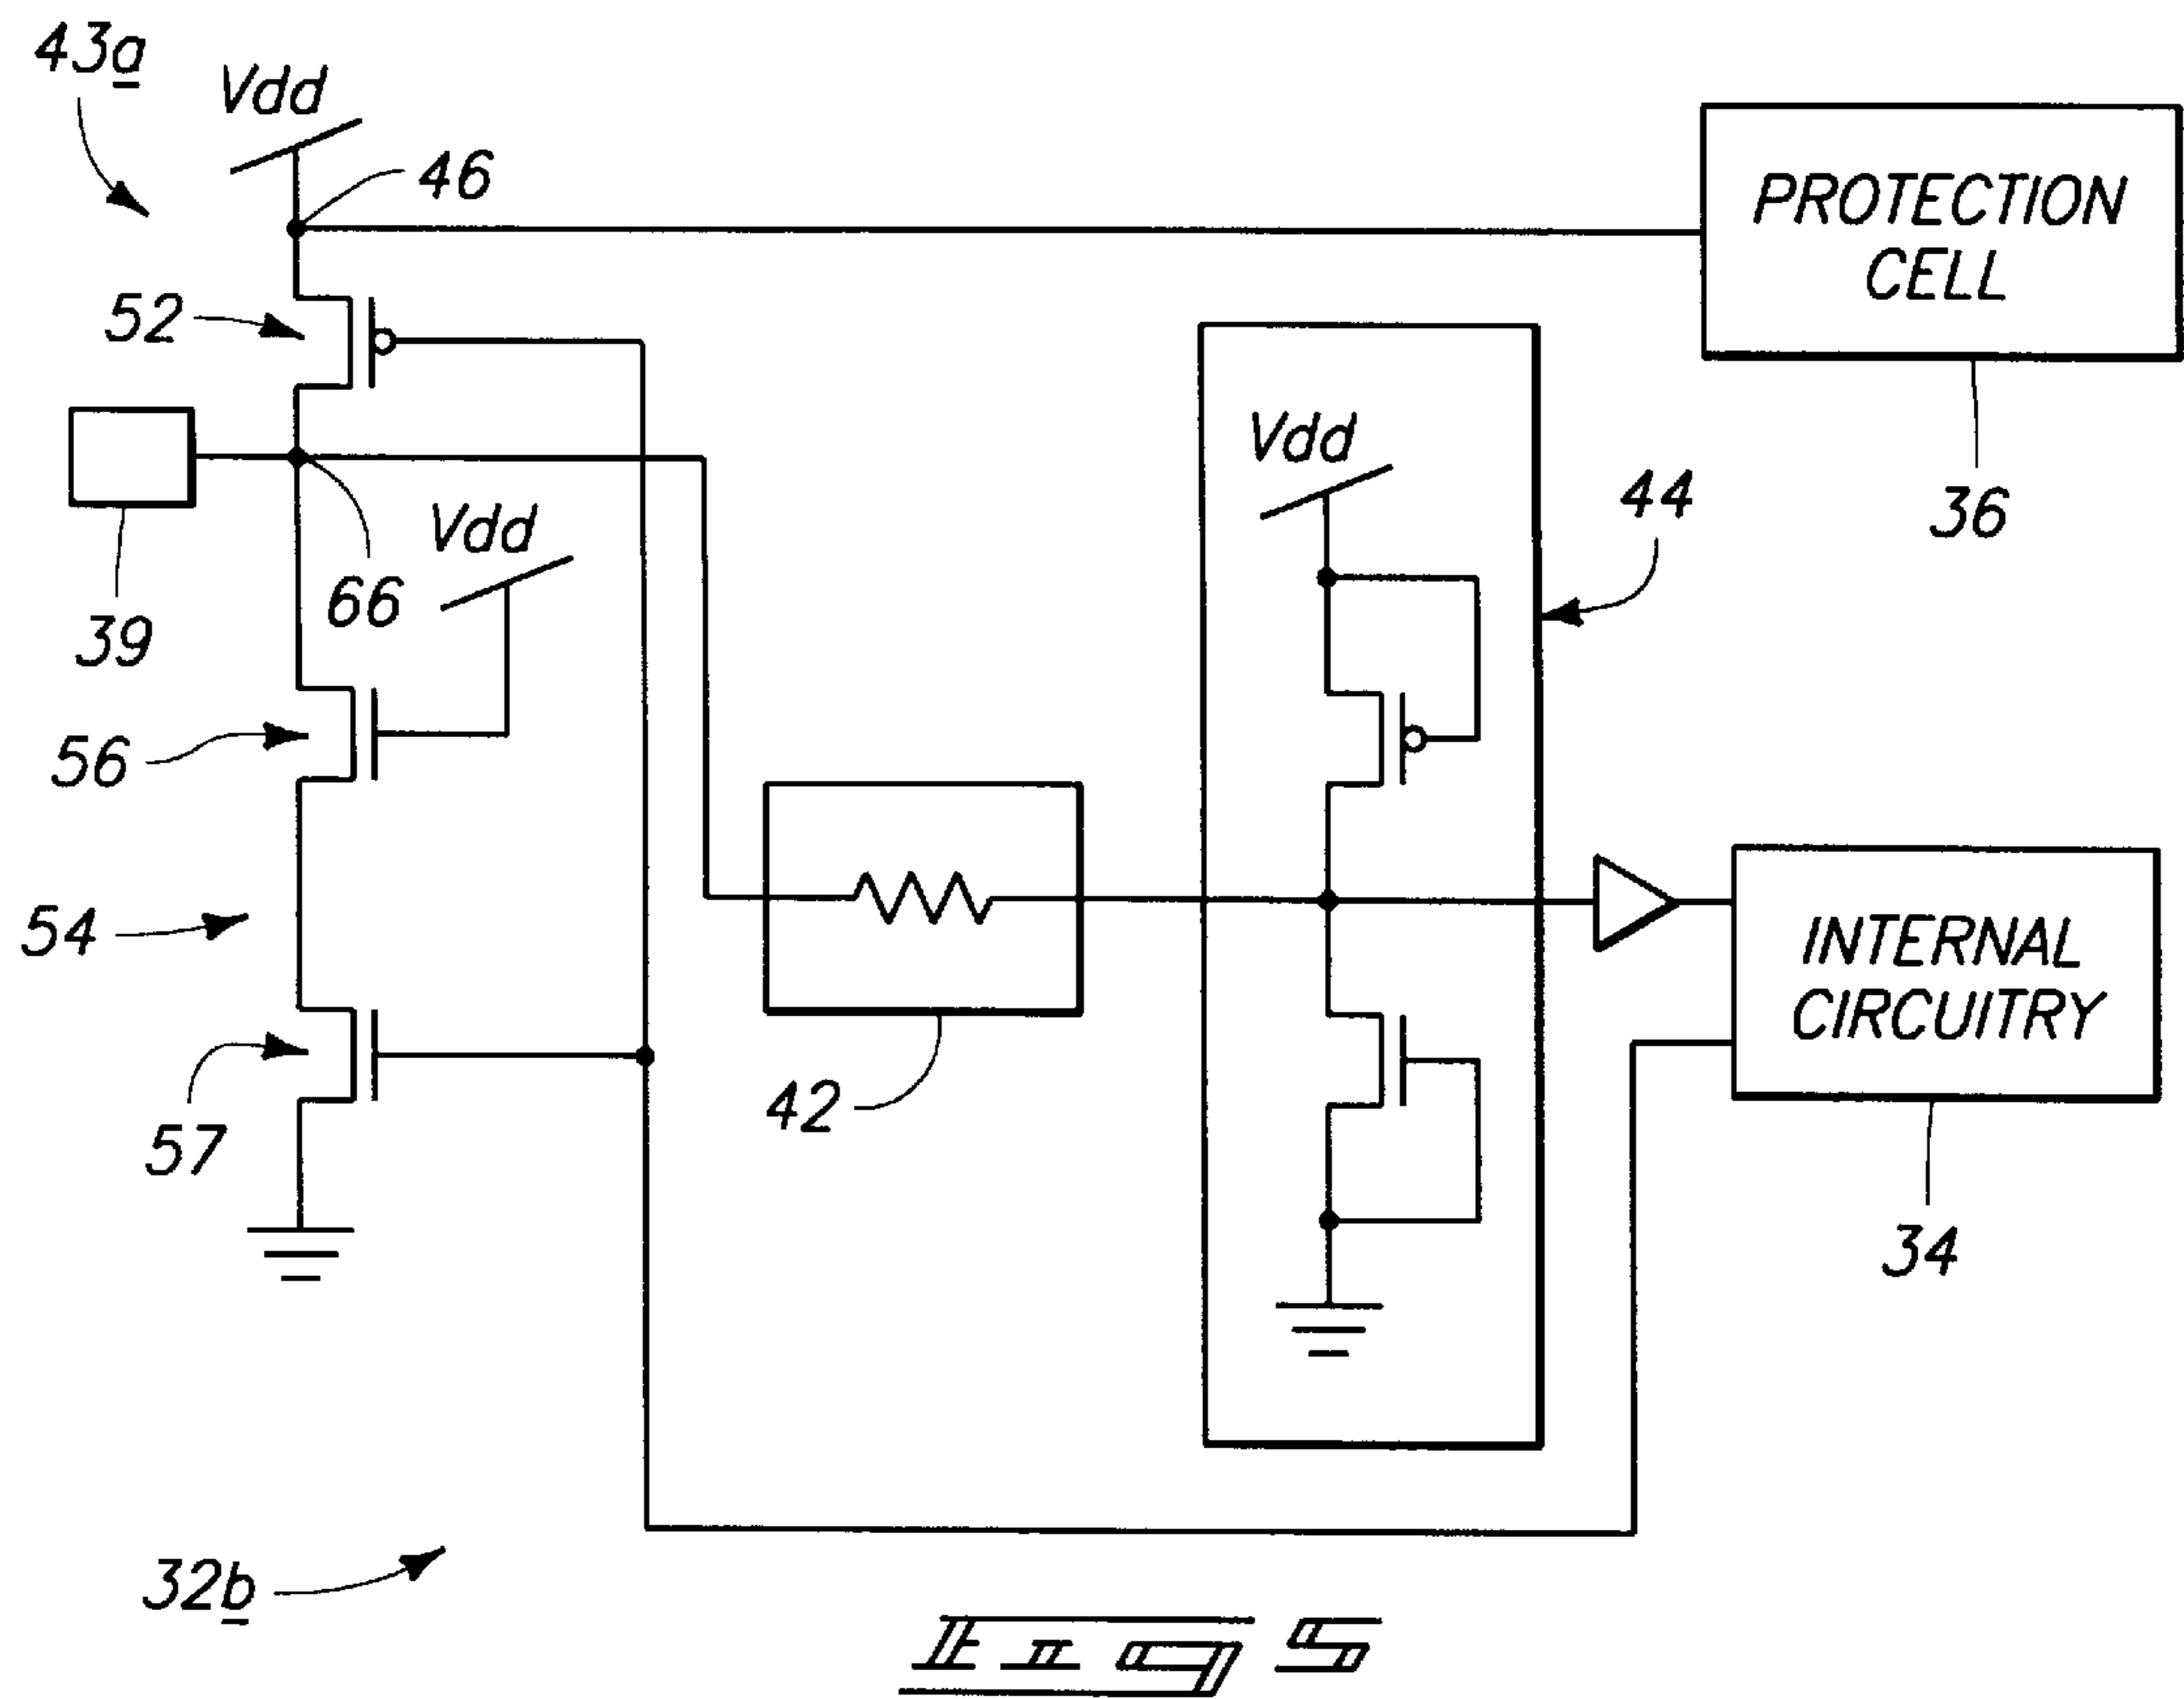 43a
Vdd
46
PROTECTION
CELL
52
Vdd
44
36
Vdd
66
39
56
54
INTERNAL
CIRCUITRY
42
57
34
32b
Fig 5